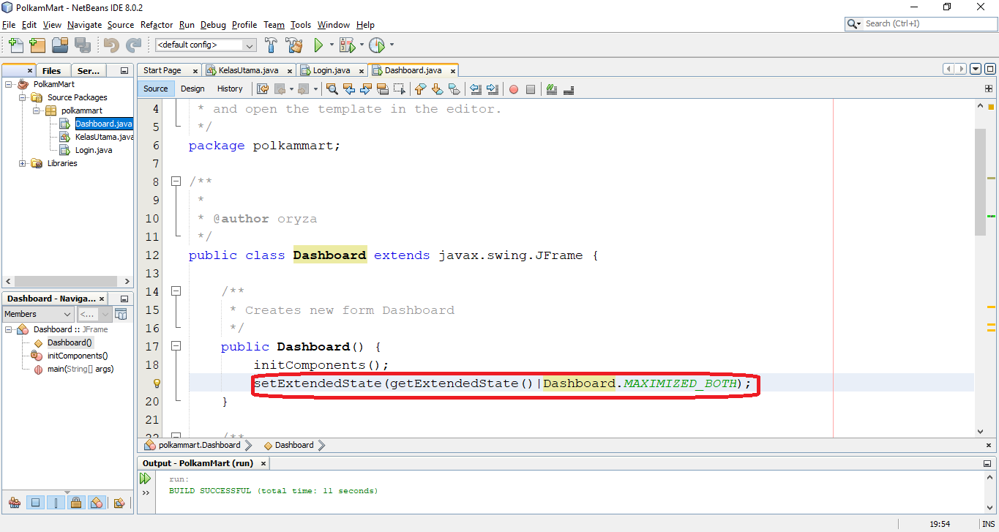 PolkamMart - NetBeans IDE 8.0.2
File Edit View Navigate Source Refactor Run Debug Profile Team Tools Window Help
Search (Ctrl+I)
<default config>
Files Ser...
PolkamMart
Source Packages
polkammart
Dashboard.java
KelasUtama.java
Login.java
Libraries
Dashboard - Naviga...
Members <...
Dashboard :: JFrame
Dashboard()
initComponents()
main(String[] args)
Start Page KelasUtama.java Login.java Dashboard.java
Source Design History
4 * and open the template in the editor.
5 */
6 package polkammart;
7
8 /**
9 *
10 * @author oryza
11 */
12 public class Dashboard extends javax.swing.JFrame {
13
14 /**
15 * Creates new form Dashboard
16 */
17 public Dashboard() {
18 initComponents();
setExtendedState(getExtendedState()|Dashboard.MAXIMIZED_BOTH);
20 }
21
22 /**
polkammart.Dashboard Dashboard
Output - PolkamMart (run)
run:
BUILD SUCCESSFUL (total time: 11 seconds)
19:54 INS